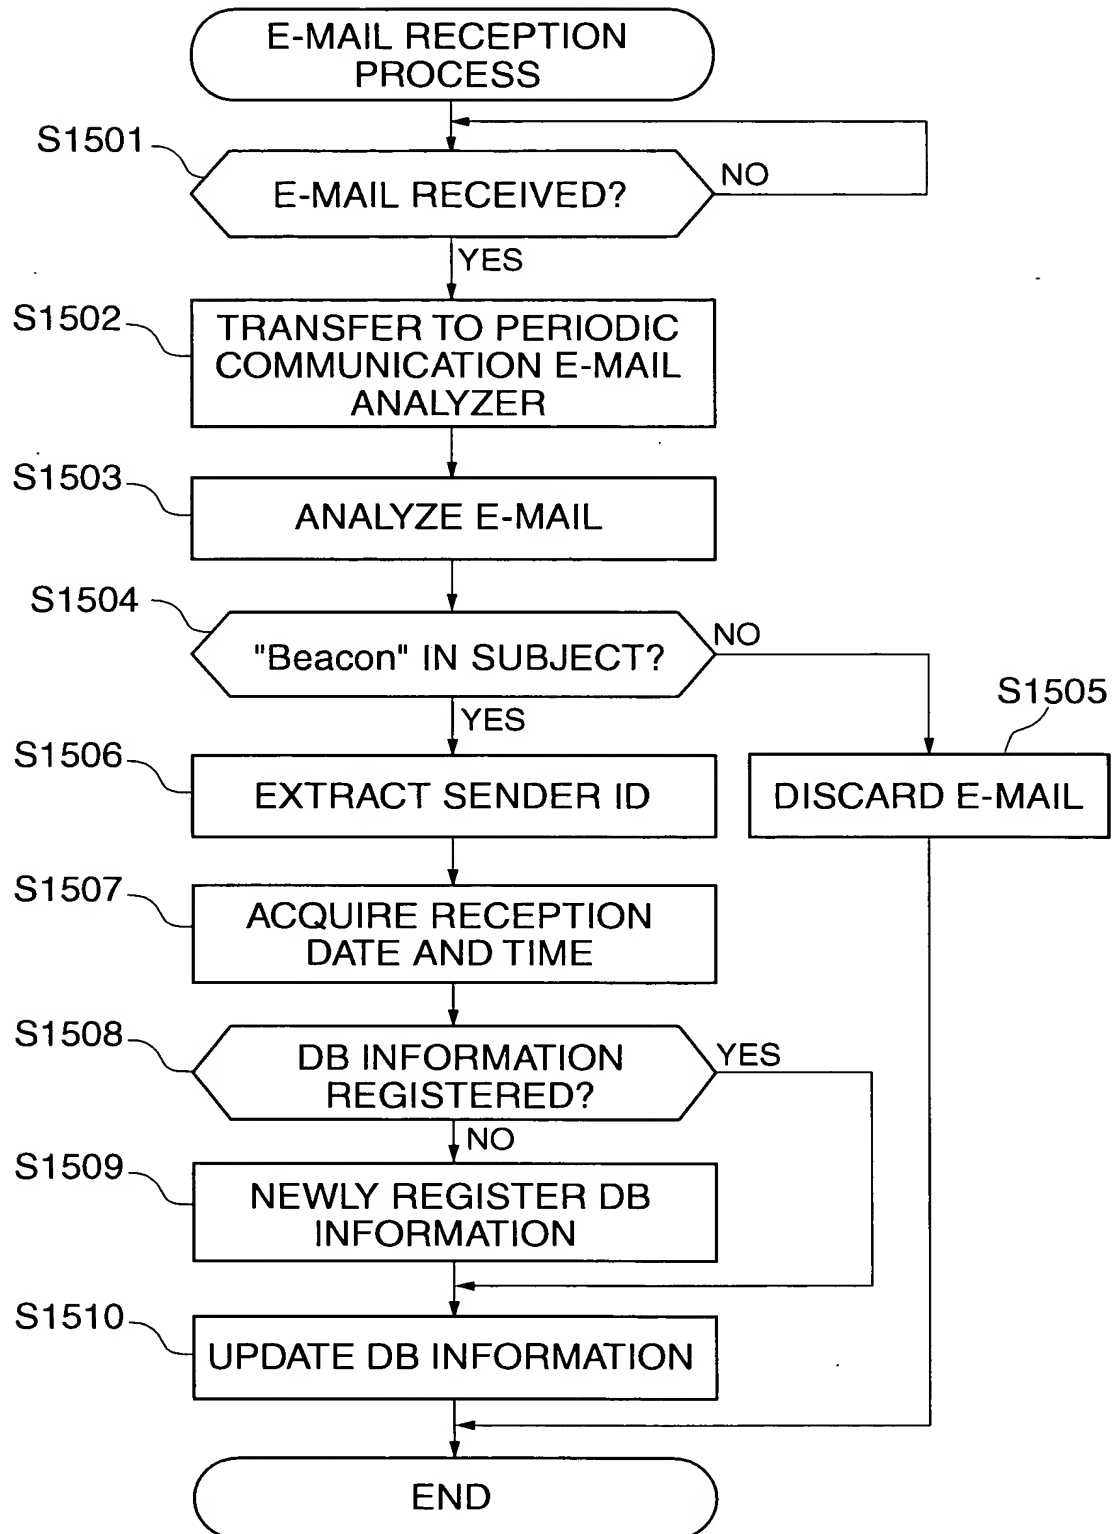 E-MAIL RECEPTION
PROCESS
S1501
E-MAIL RECEIVED?
NO
YES
S1502
TRANSFER TO PERIODIC
COMMUNICATION E-MAIL
ANALYZER
S1503
ANALYZE E-MAIL
S1504
"Beacon" IN SUBJECT?
NO
YES
S1505
DISCARD E-MAIL
S1506
EXTRACT SENDER ID
S1507
ACQUIRE RECEPTION
DATE AND TIME
S1508
DB INFORMATION
REGISTERED?
YES
NO
S1509
NEWLY REGISTER DB
INFORMATION
S1510
UPDATE DB INFORMATION
END